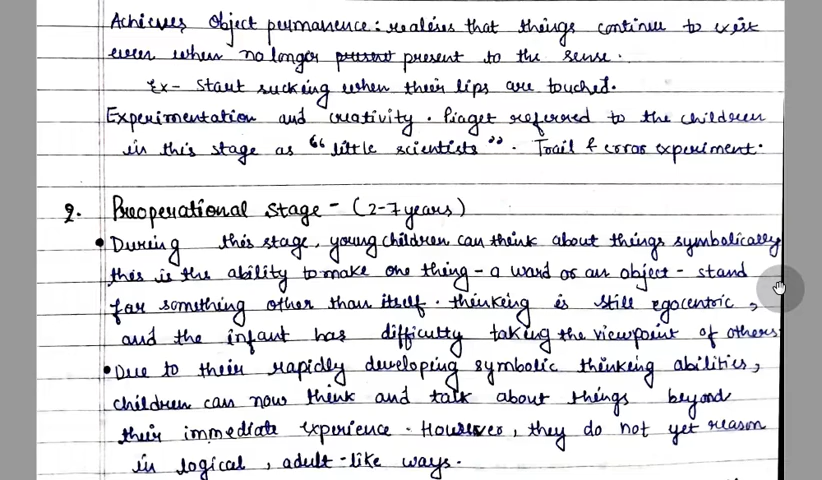 Achieves Object permanence: realises that things continue to exist
even when no longer present present to the sense.
Ex- Start sucking when their lips are touched.
Experimentation and creativity. Piaget referred to the children
in this stage as "little scientists". Trail & error experiment.
2. Preoperational Stage - (2-7 years)
• During this stage, young children can think about things symbolically
this is the ability to make one thing - a word or an object - stand
for something other than itself. thinking is still egocentric,
and the infant has difficulty taking the viewpoint of others.
• Due to their rapidly developing symbolic thinking abilities,
children can now think and talk about things beyond
their immediate experience. However, they do not yet reason
in logical, adult-like ways.